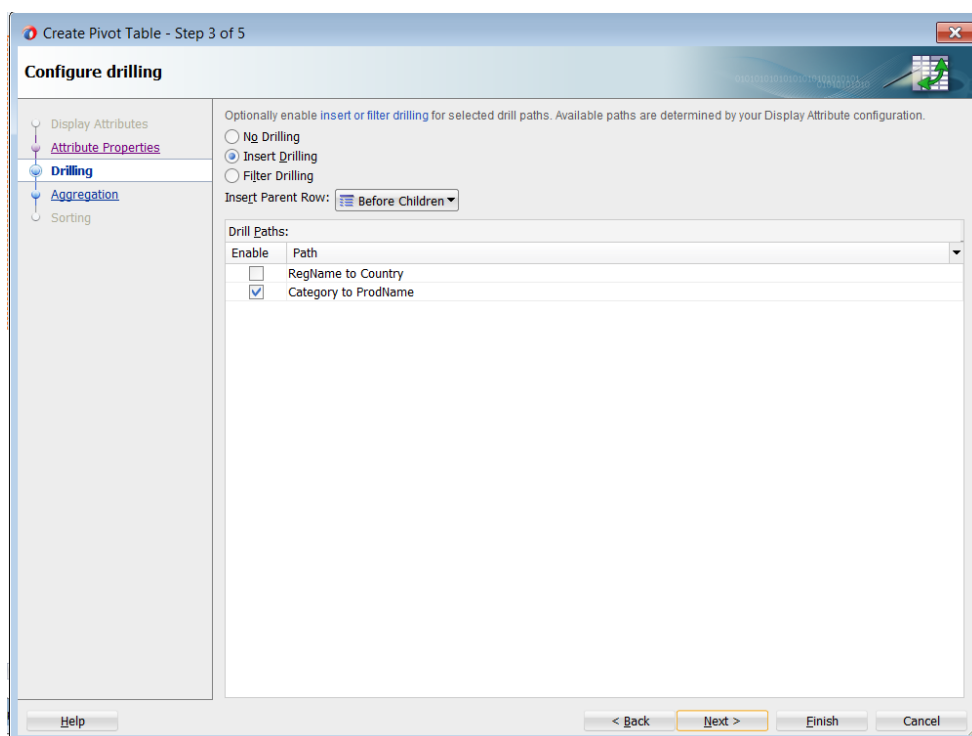 Create Pivot Table - Step 3 of 5
Configure drilling
Display Attributes
Attribute Properties
Drilling
Aggregation
Sorting
Optionally enable insert or filter drilling for selected drill paths. Available paths are determined by your Display Attribute configuration.
No Drilling
Insert Drilling
Filter Drilling
Insert Parent Row: Before Children
Drill Paths:
Enable Path
RegName to Country
Category to ProdName
Help < Back Next > Finish Cancel